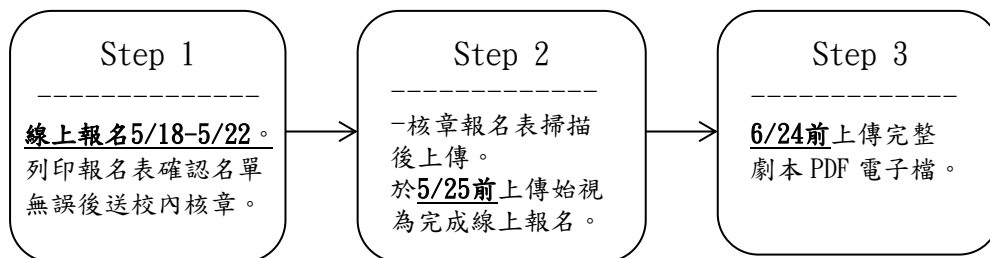 Step 1
--------------
線上報名5/18-5/22。
列印報名表確認名單
無誤後送校內核章。
Step 2
-------------
-核章報名表掃描
後上傳。
於5/25前上傳始視
為完成線上報名。
Step 3
-------------
6/24前上傳完整
劇本 PDF 電子檔。